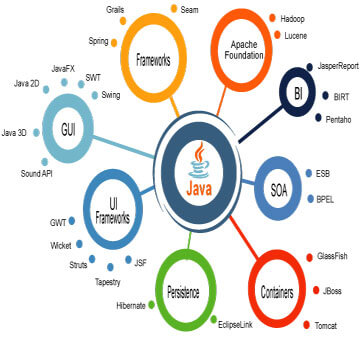 Grails
Seam
Spring
Frameworks
Hadoop
Lucene
Apache
Foundation
JasperReport
BIRT
Pentaho
BI
JavaFX
SWT
Java 2D
Swing
Java 3D
GUI
Sound API
Java
ESB
SOA
BPEL
UI
Frameworks
GWT
Wicket
Struts
Tapestry
JSF
Persistence
Hibernate
EclipseLink
Containers
GlassFish
JBoss
Tomcat